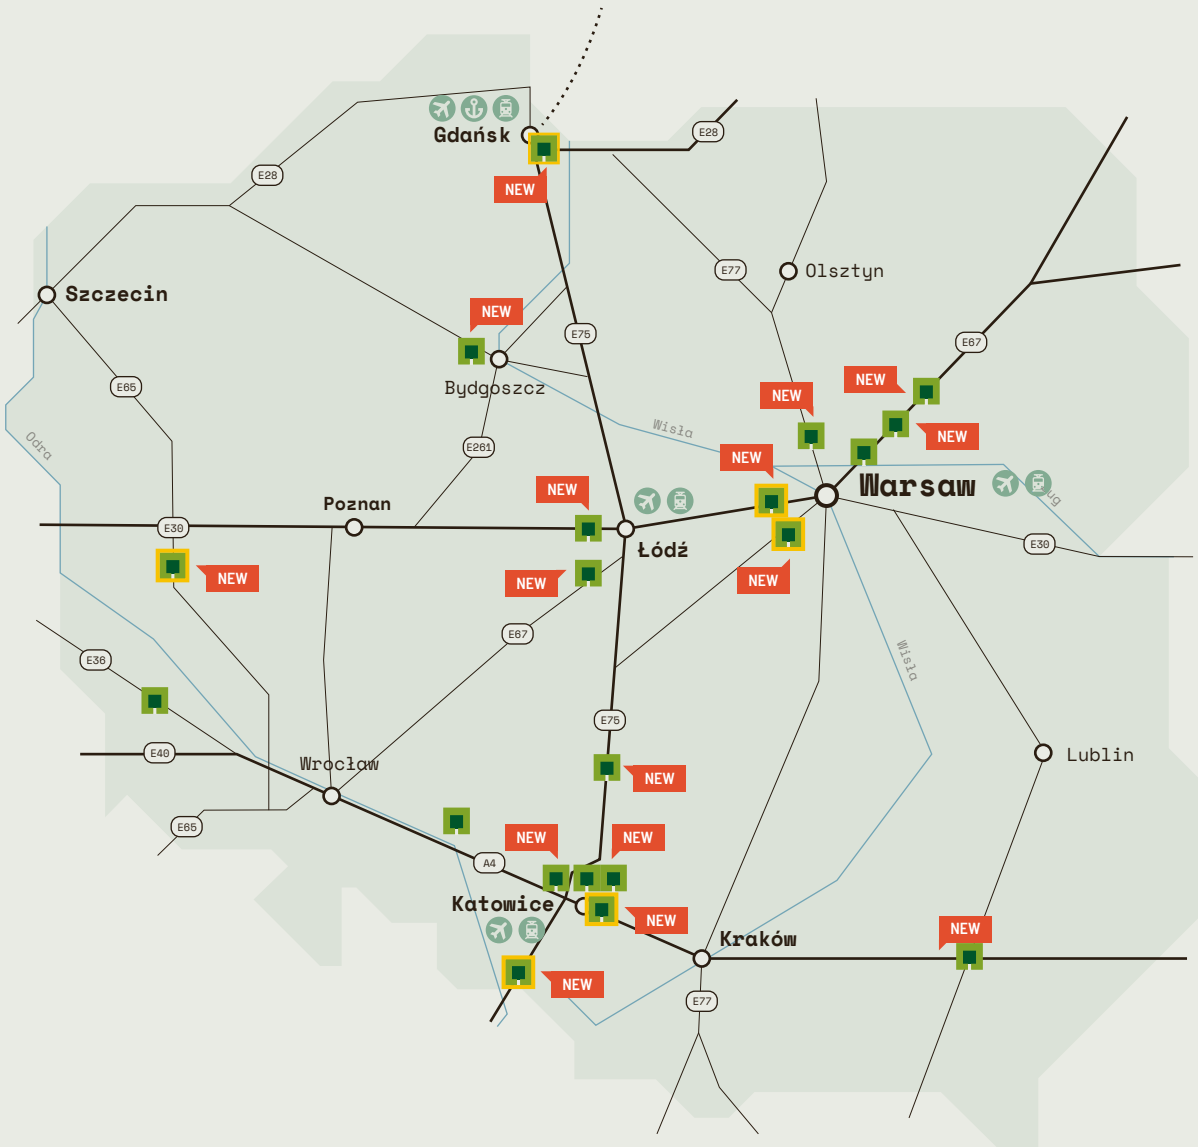 Gdańsk
E28
E28
NEW
E77
Olsztyn
Szczecin
NEW
E75
E67
E65
Bydgoszcz
NEW
NEW
Odra
E261
Wisła
NEW
NEW
Warsaw
ug
Poznan
NEW
E30
Łódź
E30
NEW
NEW
NEW
E67
E36
Wisła
E75
E40
Wrocław
NEW
Lublin
E65
NEW
NEW
A4
Katowice
NEW
Kraków
NEW
NEW
E77